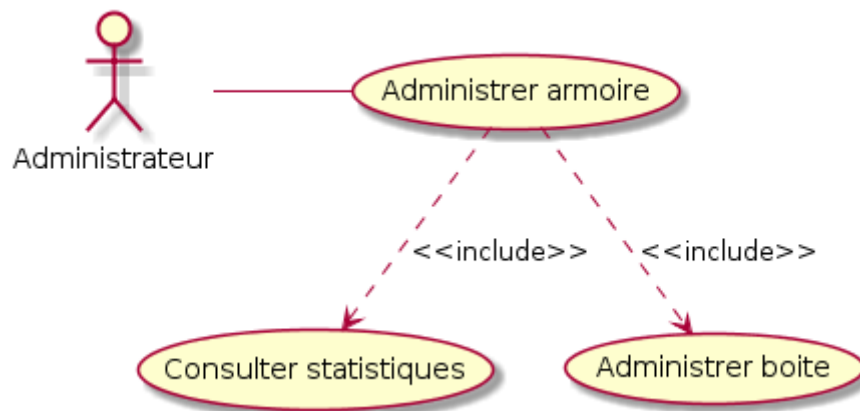 Administrer armoire
Administrateur
<<include>>
<<include>>
Consulter statistiques
Administrer boite